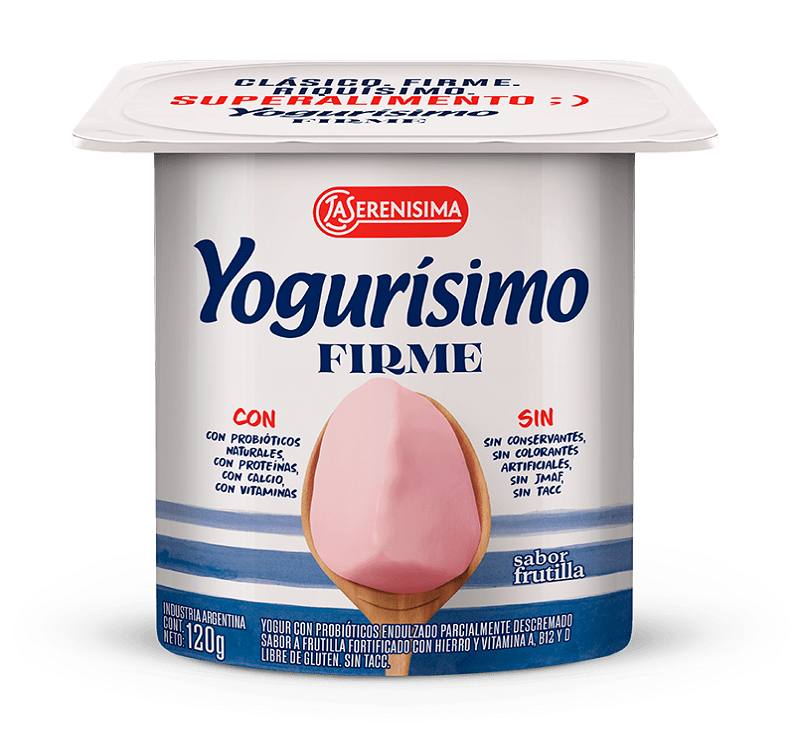 CLÁSICO. FIRME.
RIQUÍSIMO.
SUPERALIMENTO ;)
Yogurísimo
FIRME
LASERENISIMA
Yogurísimo
FIRME
CON
CON PROBIÓTICOS
NATURALES,
CON PROTEÍNAS,
CON CALCIO,
CON VITAMINAS
SIN
SIN CONSERVANTES,
SIN COLORANTES
ARTIFICIALES,
SIN JMAF,
SIN TACC
sabor
frutilla
INDUSTRIA ARGENTINA
CONT.
NETO: 120g
YOGUR CON PROBIÓTICOS ENDULZADO PARCIALMENTE DESCREMADO
SABOR A FRUTILLA FORTIFICADO CON HIERRO Y VITAMINA A, B12 Y D
LIBRE DE GLUTEN. SIN TACC.